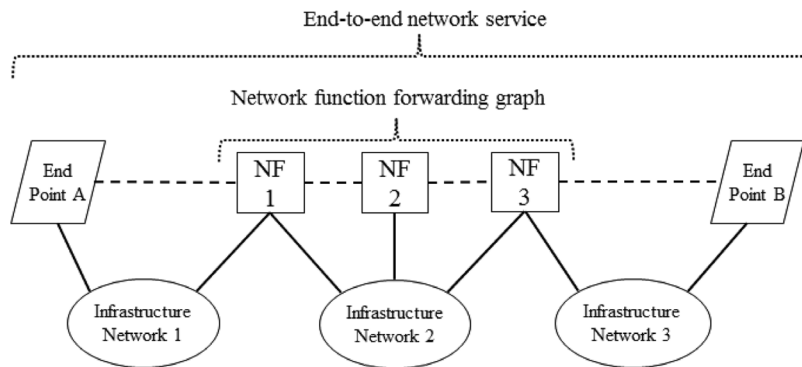 End-to-end network service
Network function forwarding graph
End
Point A
NF
1
NF
2
NF
3
End
Point B
Infrastructure
Network 1
Infrastructure
Network 2
Infrastructure
Network 3